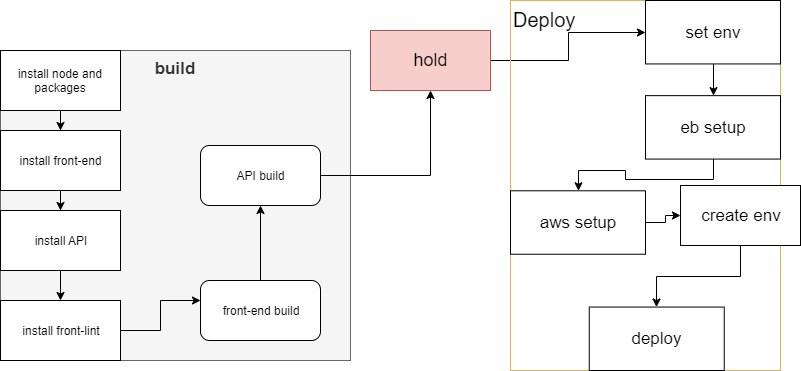 build
install node and
packages
install front-end
install API
install front-lint
front-end build
API build
hold
Deploy
set env
eb setup
aws setup
create env
deploy